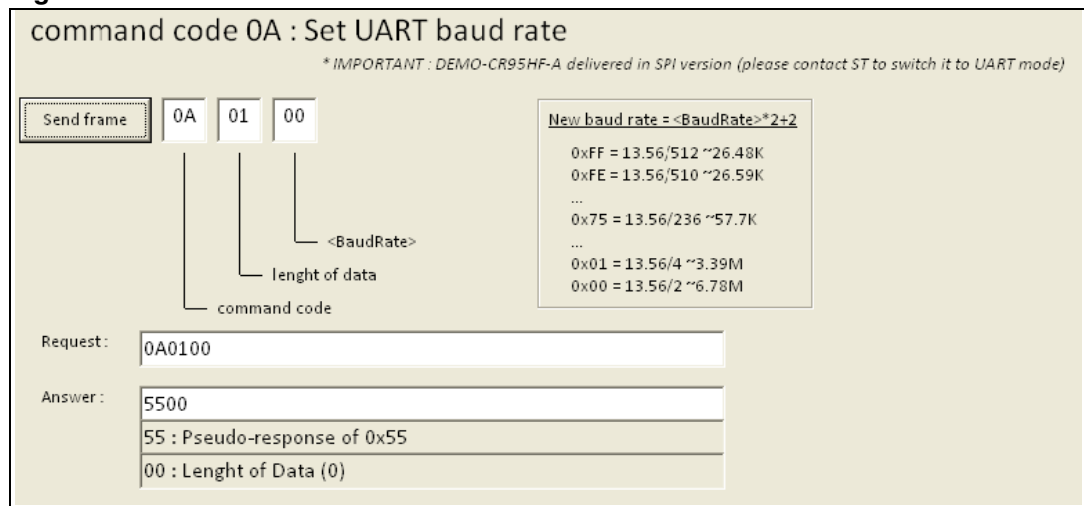 command code 0A : Set UART baud rate
* IMPORTANT : DEMO-CR95HF-A delivered in SPI version (please contact ST to switch it to UART mode)
Send frame 0A 01 00
New baud rate = <BaudRate>*2+2
0xFF = 13.56/512 ~26.48K
0xFE = 13.56/510 ~26.59K
...
0x75 = 13.56/236 ~57.7K
...
0x01 = 13.56/4 ~3.39M
0x00 = 13.56/2 ~6.78M
<BaudRate>
lenght of data
command code
Request : 0A0100
Answer : 5500
55 : Pseudo-response of 0x55
00 : Lenght of Data (0)